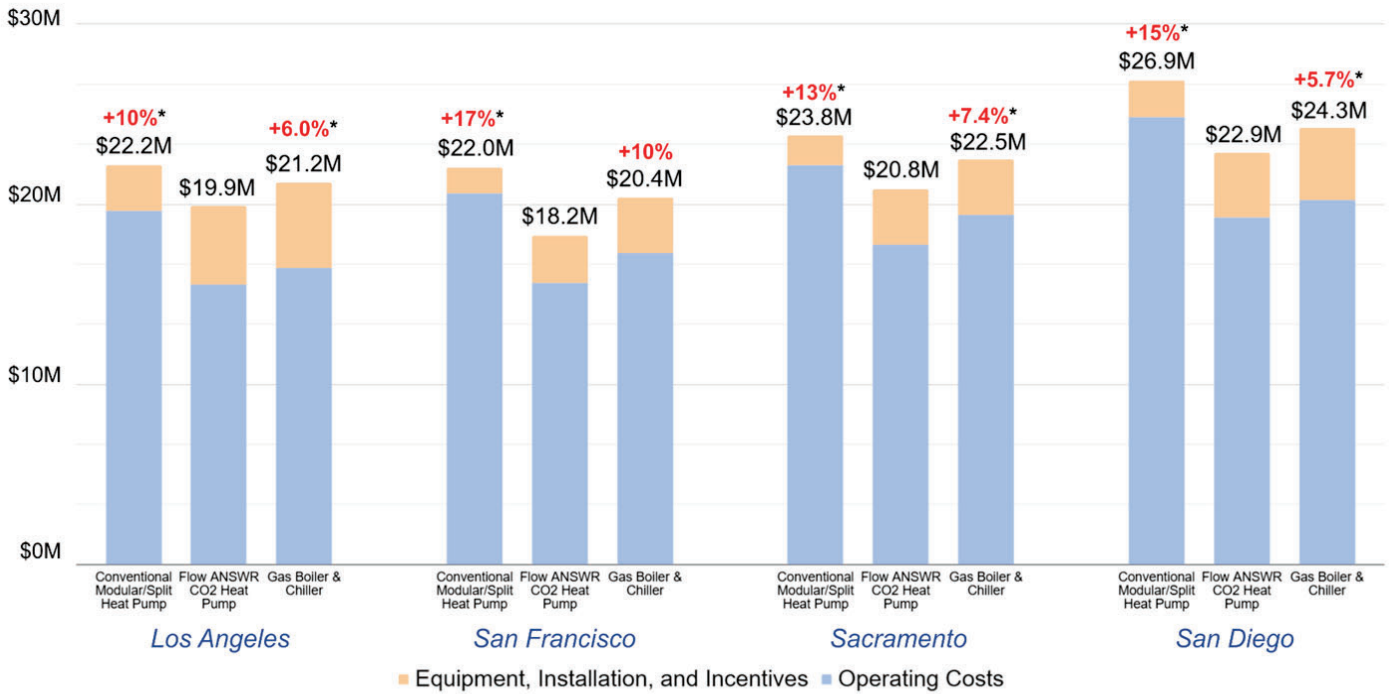 $30M
$20M
$10M
$0M
+10%*
$22.2M
$19.9M
+6.0%*
$21.2M
+17%*
$22.0M
$18.2M
+10%
$20.4M
+13%*
$23.8M
$20.8M
+7.4%*
$22.5M
+15%*
$26.9M
$22.9M
+5.7%*
$24.3M
Conventional
Modular/Split
Heat Pump
Flow ANSWR
CO2 Heat
Pump
Gas Boiler &
Chiller
Los Angeles
Conventional
Modular/Split
Heat Pump
Flow ANSWR
CO2 Heat
Pump
Gas Boiler &
Chiller
San Francisco
Conventional
Modular/Split
Heat Pump
Flow ANSWR
CO2 Heat
Pump
Gas Boiler &
Chiller
Sacramento
Conventional
Modular/Split
Heat Pump
Flow ANSWR
CO2 Heat
Pump
Gas Boiler &
Chiller
San Diego
Equipment, Installation, and Incentives
Operating Costs